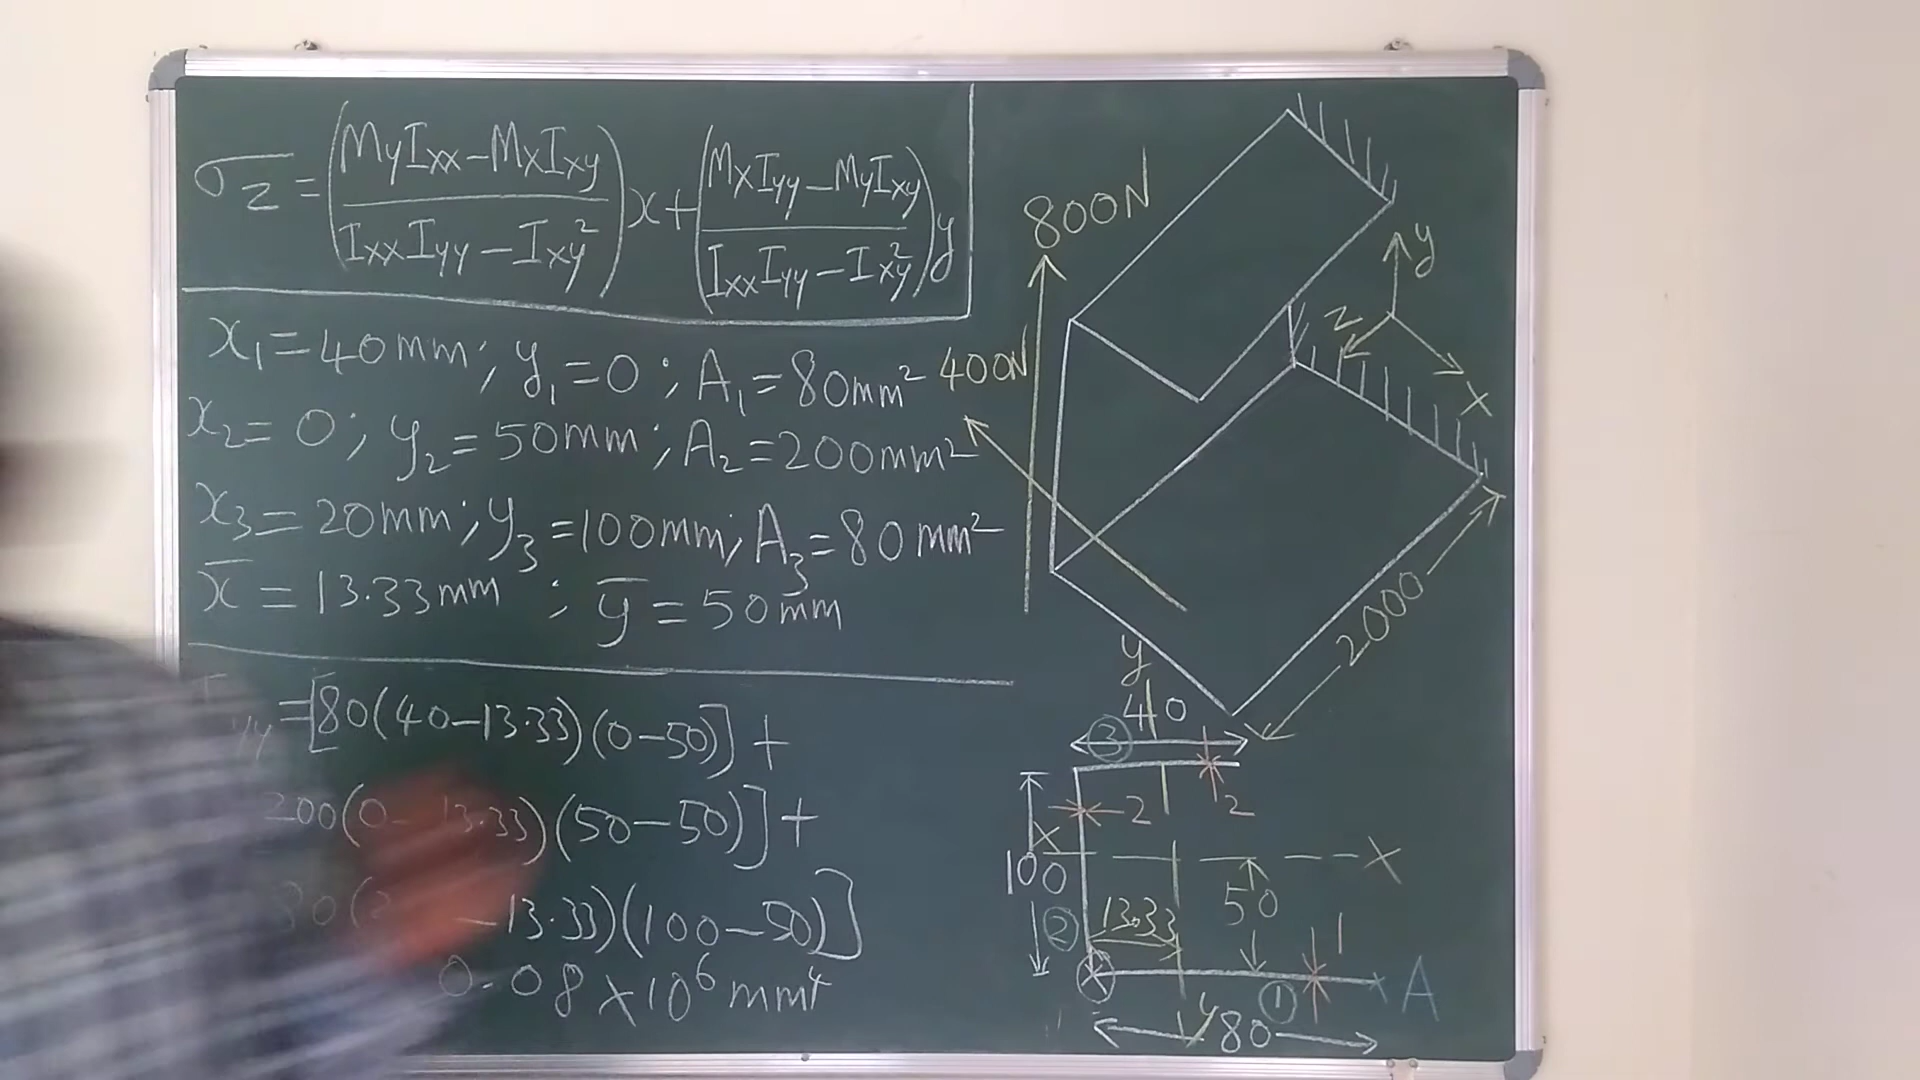 σz = (MyIxx − MxIxy / IxxIyy − Ixy²)x + (MxIyy − MyIxy / IxxIyy − Ixy²)y
x₁ = 40mm; y₁ = 0; A₁ = 80mm²
x₂ = 0; y₂ = 50mm; A₂ = 200mm²
x₃ = 20mm; y₃ = 100mm; A₃ = 80mm²
x̄ = 13.33mm ; ȳ = 50mm
= [80(40−13.33)(0−50)] +
200(0− 13.33)(50−50)] +
−13.33)(100−50)]
0.08 × 10⁶ mm⁴
800N
400N
y
z
x
2000
y
40
③
2
2
X
X
100
50
②
13.33
1
①
A
y
80